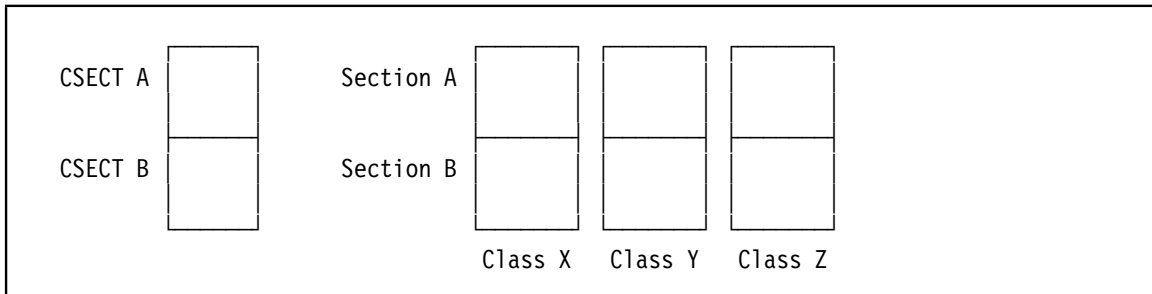 CSECT A Section A
CSECT B Section B
Class X Class Y Class Z